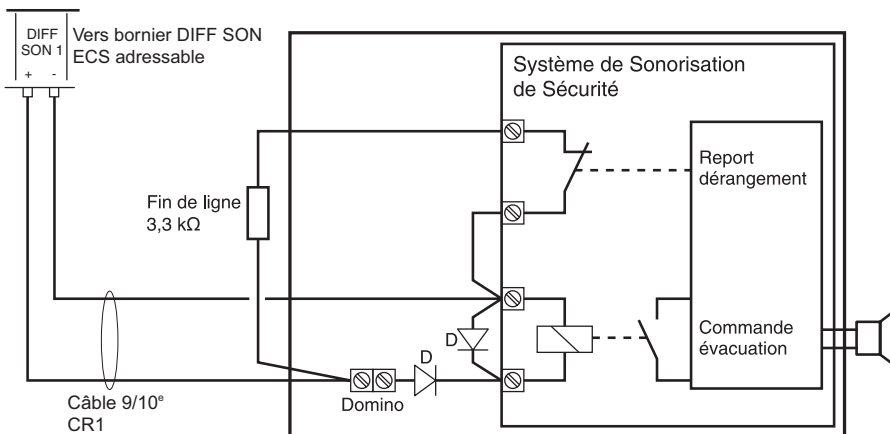 DIFF
SON 1
+ -
Vers bornier DIFF SON
ECS adressable
Système de Sonorisation
de Sécurité
Report
dérangement
Fin de ligne
3,3 kΩ
D
D
Commande
évacuation
Domino
Câble 9/10ᵉ
CR1